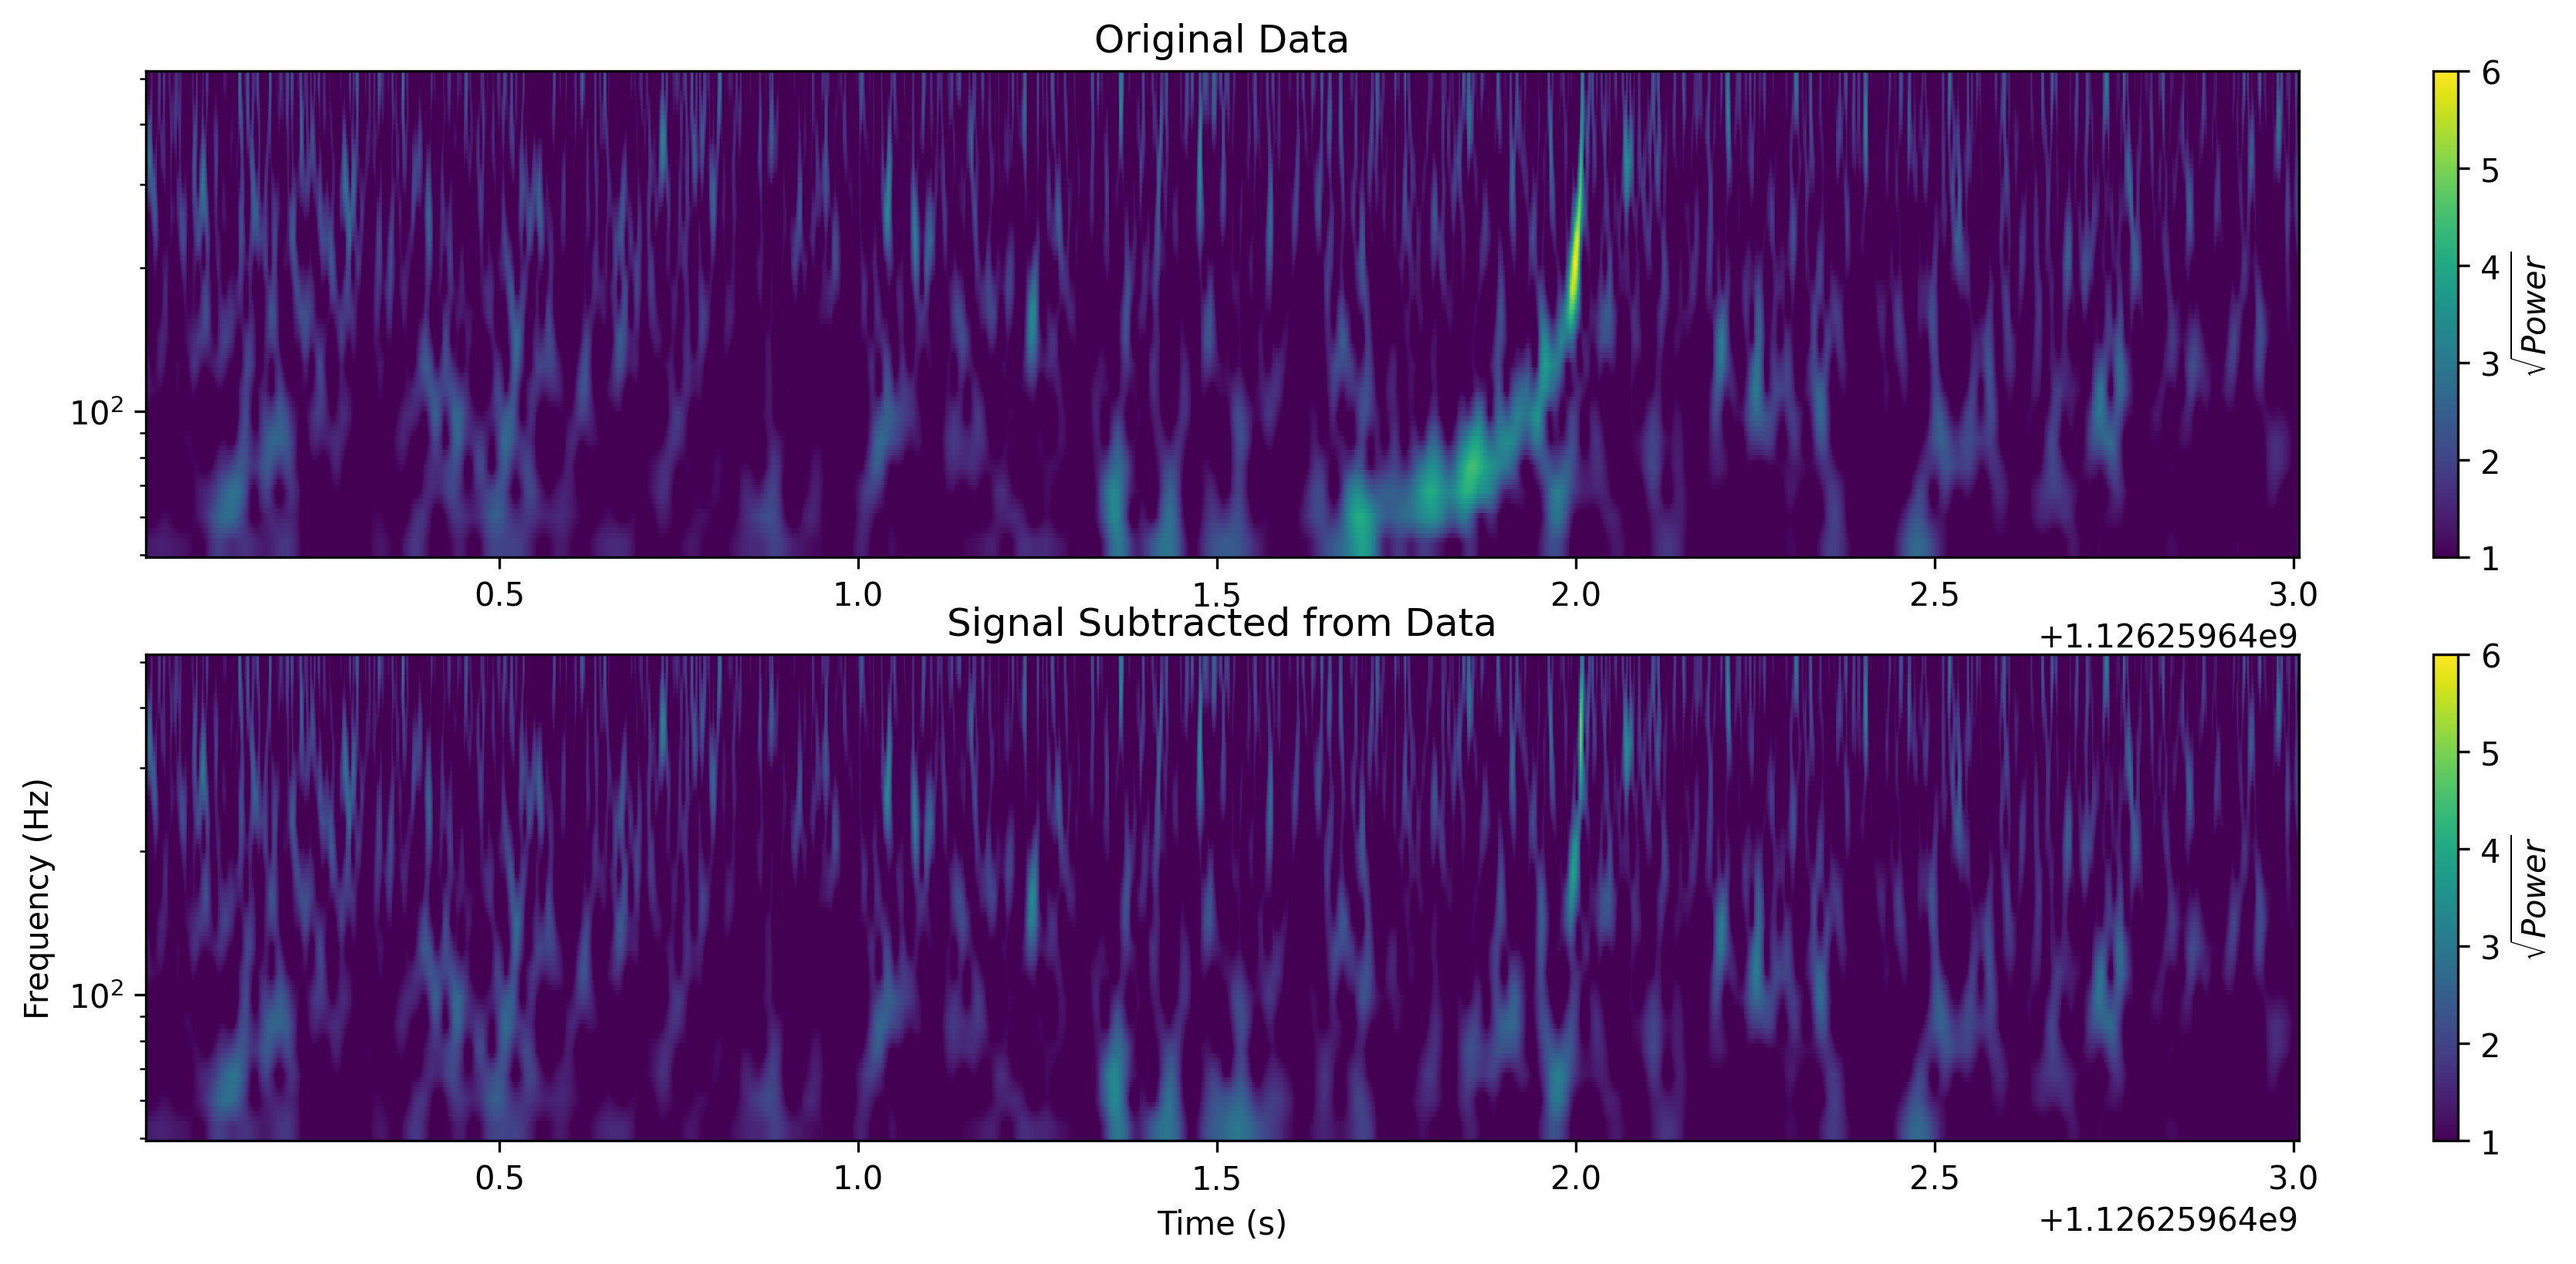 Original Data
10²
0.5 1.0 1.5 2.0 2.5 3.0
+1.12625964e9
6
5
4
3
2
1
√Power
Signal Subtracted from Data
Frequency (Hz)
10²
0.5 1.0 1.5 2.0 2.5 3.0
Time (s)
+1.12625964e9
6
5
4
3
2
1
√Power